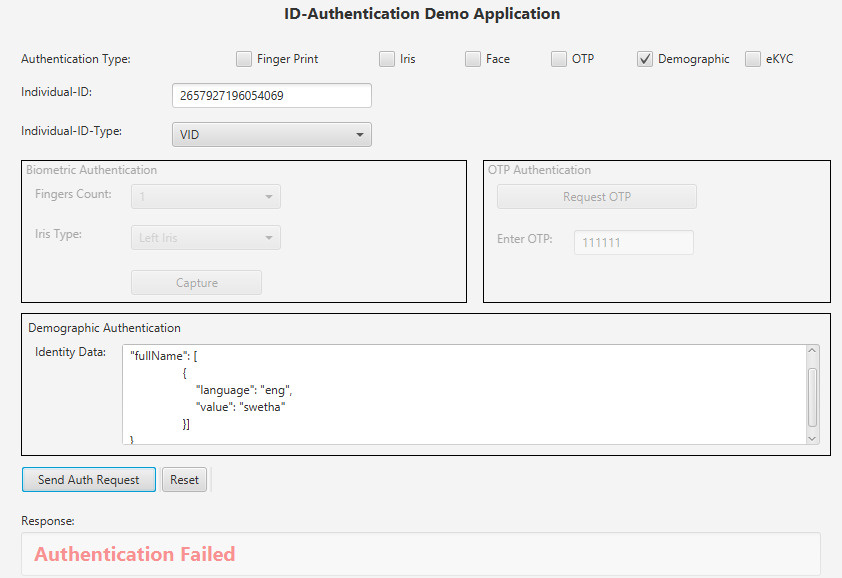 ID-Authentication Demo Application
Authentication Type: Finger Print Iris Face OTP Demographic eKYC
Individual-ID: 2657927196054069
Individual-ID-Type: VID
Biometric Authentication
Fingers Count: 1
Iris Type: Left Iris
Capture
OTP Authentication
Request OTP
Enter OTP: 111111
Demographic Authentication
Identity Data: "fullName": [
{
"language": "eng",
"value": "swetha"
}]
}
Send Auth Request Reset
Response:
Authentication Failed